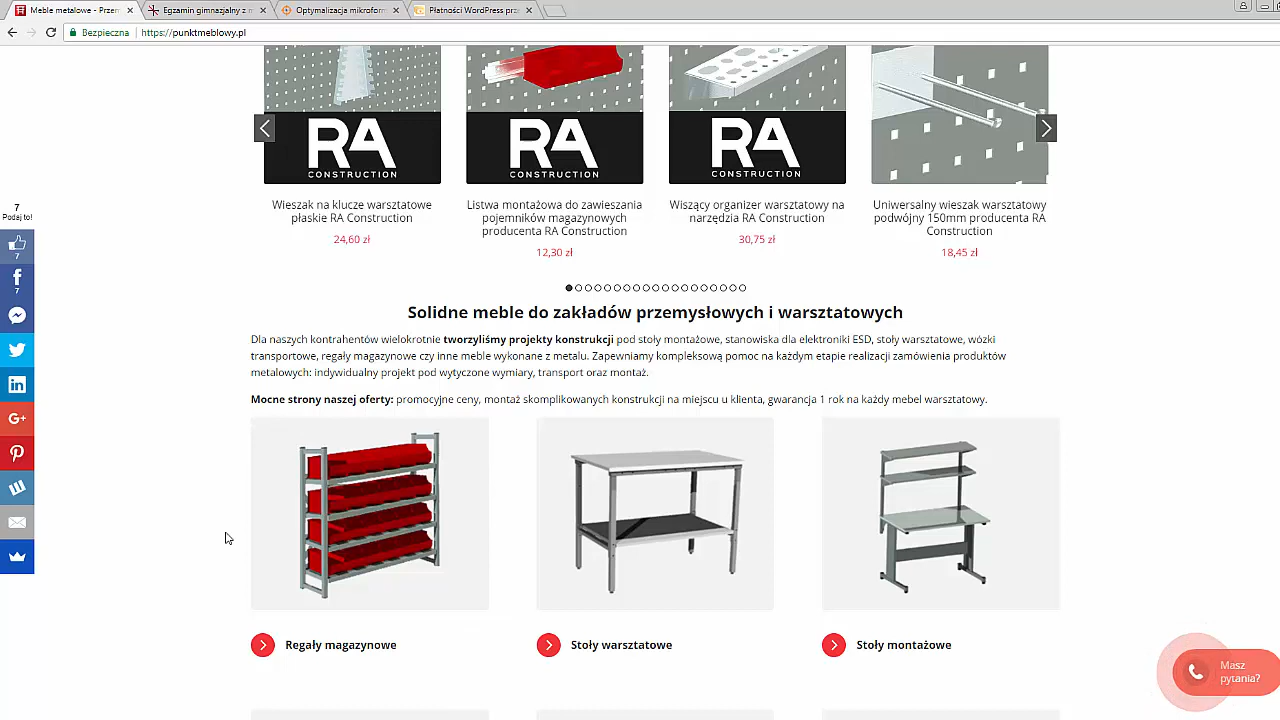 Meble metalowe - Przem
Egzamin gimnazjalny z m
Optymalizacja mikroform
Płatności WordPress prze
Bezpieczna
https://punktmeblowy.pl
RA
CONSTRUCTION
RA
CONSTRUCTION
RA
CONSTRUCTION
Wieszak na klucze warsztatowe
płaskie RA Construction
24,60 zł
Listwa montażowa do zawieszania
pojemników magazynowych
producenta RA Construction
12,30 zł
Wiszący organizer warsztatowy na
narzędzia RA Construction
30,75 zł
Uniwersalny wieszak warsztatowy
podwójny 150mm producenta RA
Construction
18,45 zł
7
Podaj to!
7
7
Solidne meble do zakładów przemysłowych i warsztatowych
Dla naszych kontrahentów wielokrotnie tworzyliśmy projekty konstrukcji pod stoły montażowe, stanowiska dla elektroniki ESD, stoły warsztatowe, wózki
transportowe, regały magazynowe czy inne meble wykonane z metalu. Zapewniamy kompleksową pomoc na każdym etapie realizacji zamówienia produktów
metalowych: indywidualny projekt pod wytyczone wymiary, transport oraz montaż.
Mocne strony naszej oferty: promocyjne ceny, montaż skomplikowanych konstrukcji na miejscu u klienta, gwarancja 1 rok na każdy mebel warsztatowy.
Regały magazynowe
Stoły warsztatowe
Stoły montażowe
Masz
pytania?